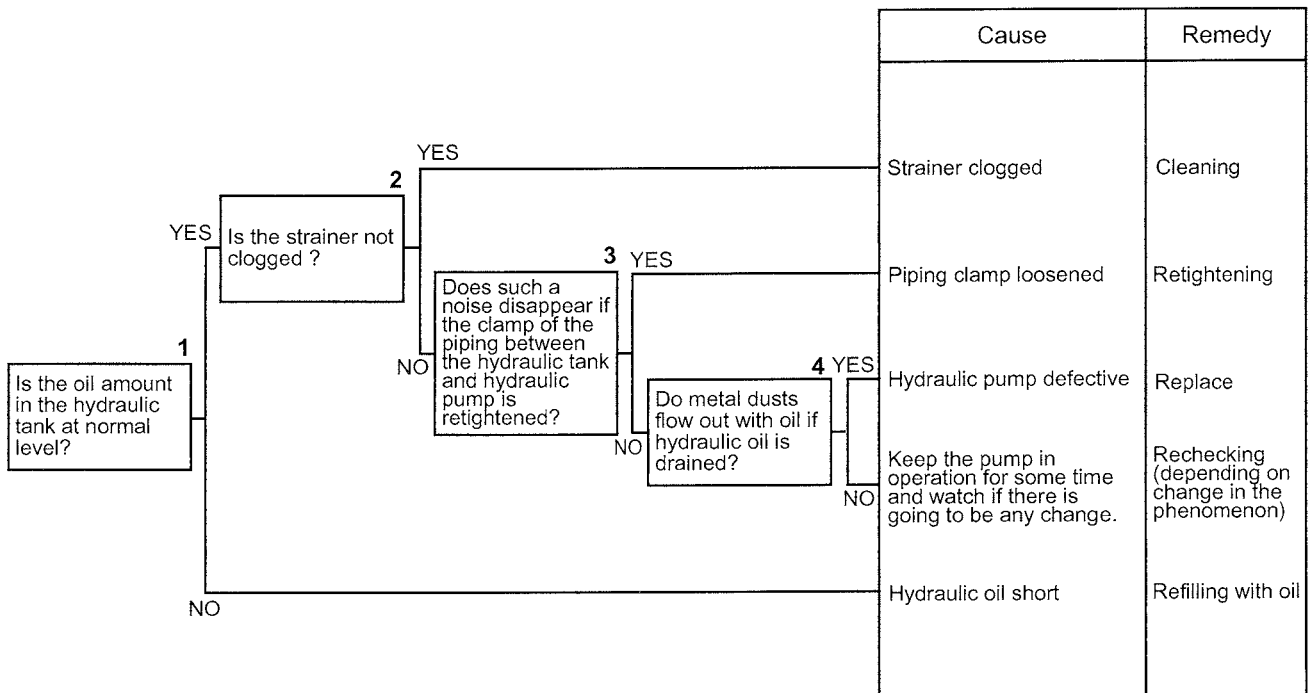 Cause
Remedy
YES
2
Strainer clogged
Cleaning
YES
Is the strainer not
clogged ?
3
YES
Piping clamp loosened
Retightening
Does such a
noise disappear if
the clamp of the
piping between
the hydraulic tank
and hydraulic
pump is
retightened?
1
NO
4
YES
Hydraulic pump defective
Replace
Is the oil amount
in the hydraulic
tank at normal
level?
Do metal dusts
flow out with oil if
hydraulic oil is
drained?
NO
Keep the pump in
operation for some time
and watch if there is
going to be any change.
Rechecking
(depending on
change in the
phenomenon)
NO
Hydraulic oil short
Refilling with oil
NO